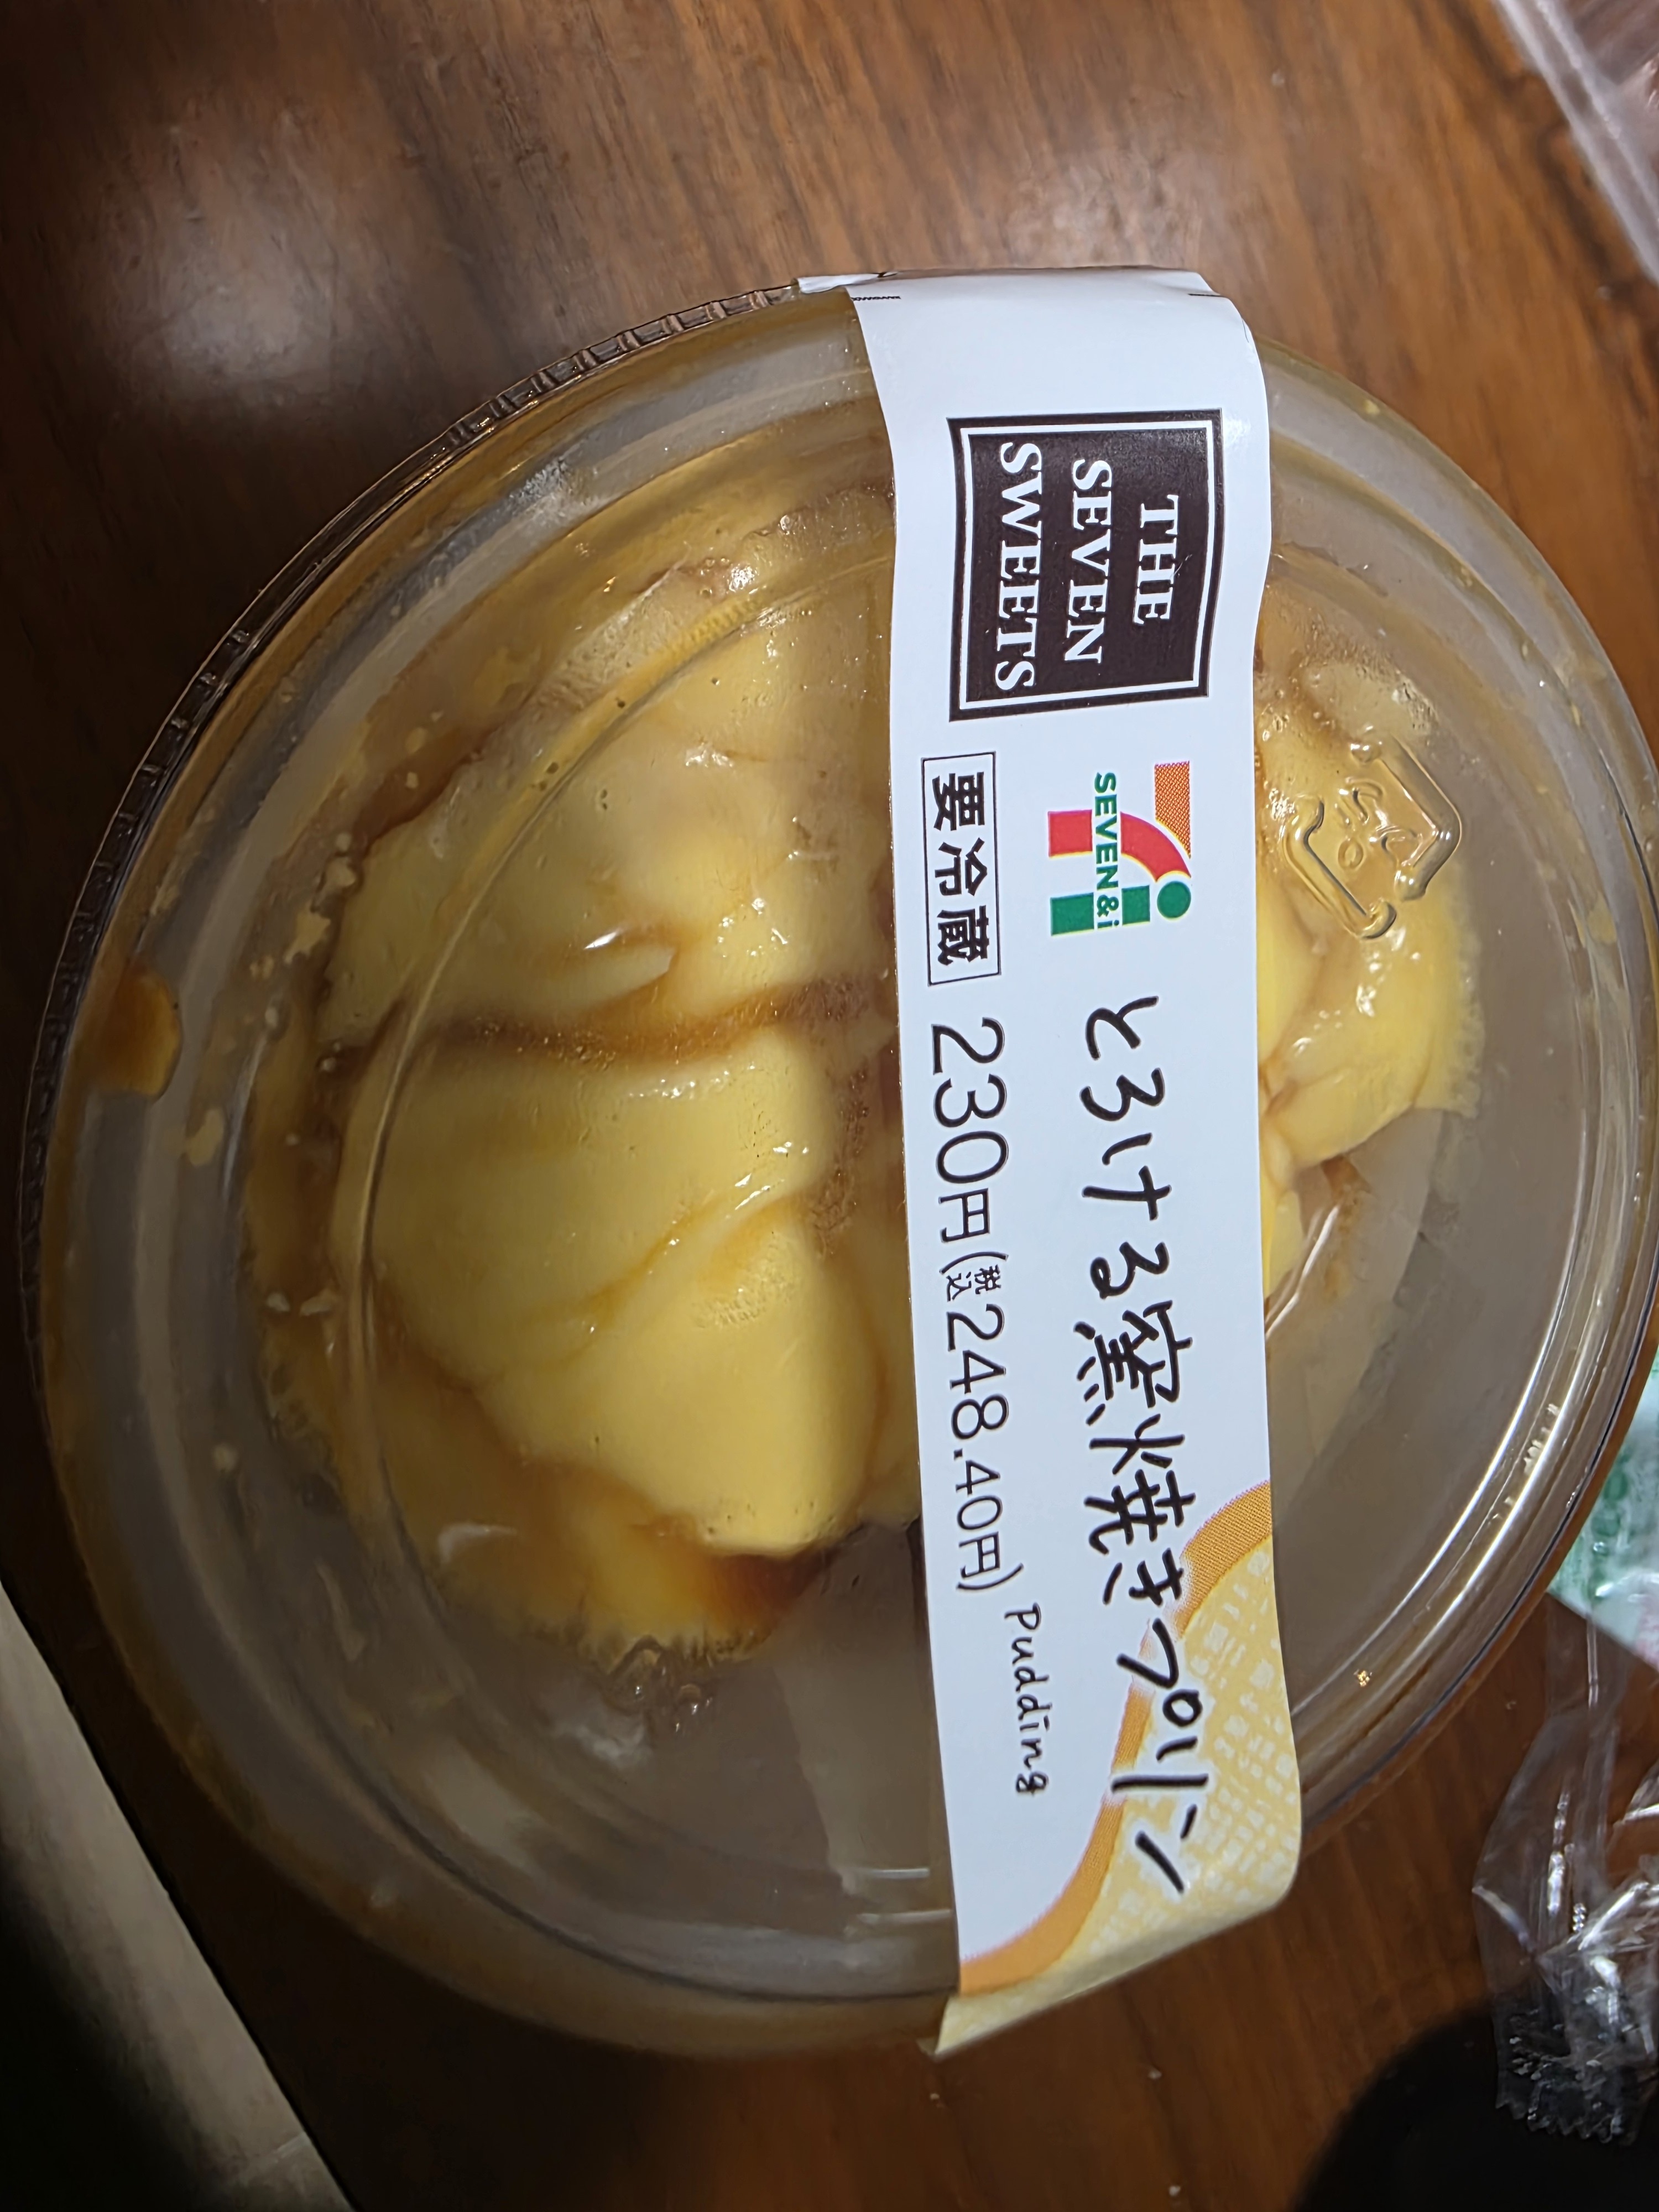 THE
SEVEN
SWEETS
SEVEN&i
とろける窯焼きプリン
Pudding
要冷蔵
230円(税込248.40円)